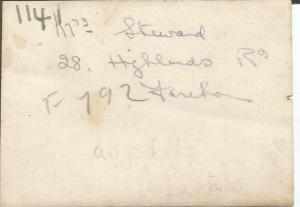 1141
Mrs Steward
28. Highlands Rd
F 792 Fareham